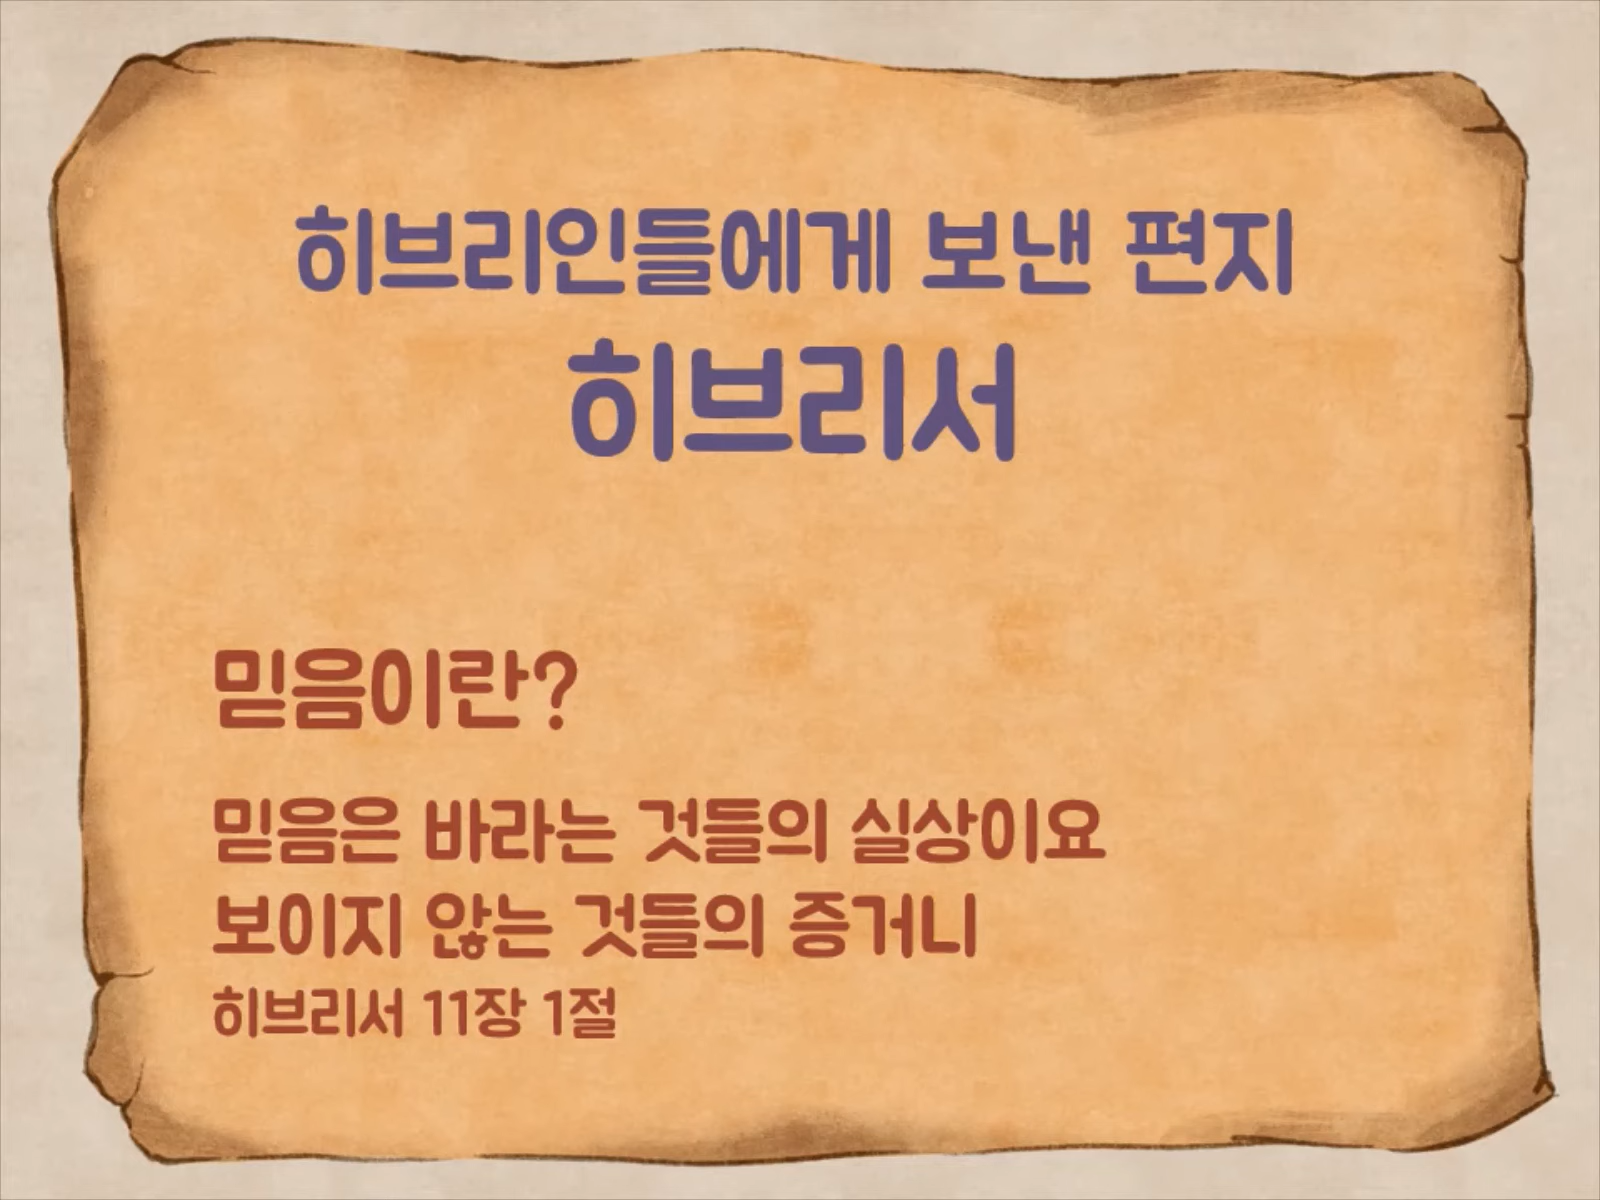 히브리인들에게 보낸 편지
히브리서
믿음이란?
믿음은 바라는 것들의 실상이요
보이지 않는 것들의 증거니
히브리서 11장 1절